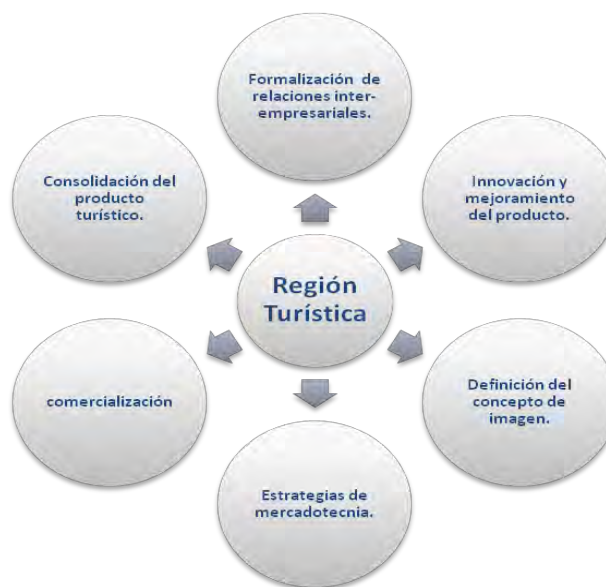 Formalización de
relaciones inter-
empresariales.
Consolidación del
producto
turístico.
Innovación y
mejoramiento
del producto.
Región
Turística
comercialización
Definición del
concepto de
imagen.
Estrategias de
mercadotecnia.